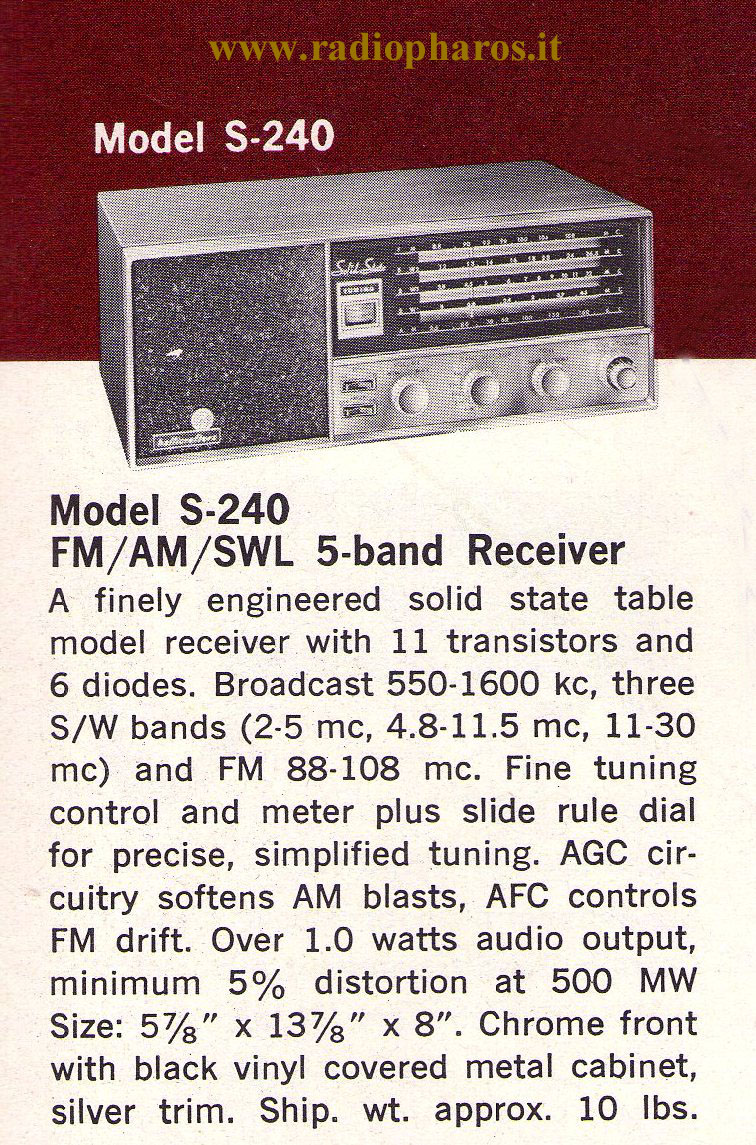 www.radiopharos.it
Model S-240
Solid State
TUNING
hallicrafters
Model S-240
FM/AM/SWL 5-band Receiver
A finely engineered solid state table
model receiver with 11 transistors and
6 diodes. Broadcast 550-1600 KC, three
S/W bands (2-5 mc, 4.8-11.5 mc, 11-30
mc) and FM 88-108 mc. Fine tuning
control and meter plus slide rule dial
for precise, simplified tuning. AGC cir-
cuitry softens AM blasts, AFC controls
FM drift. Over 1.0 watts audio output,
minimum 5% distortion at 500 MW
Size: 5⅞″ x 13⅞″ x 8″. Chrome front
with black vinyl covered metal cabinet,
silver trim. Ship. wt. approx. 10 lbs.